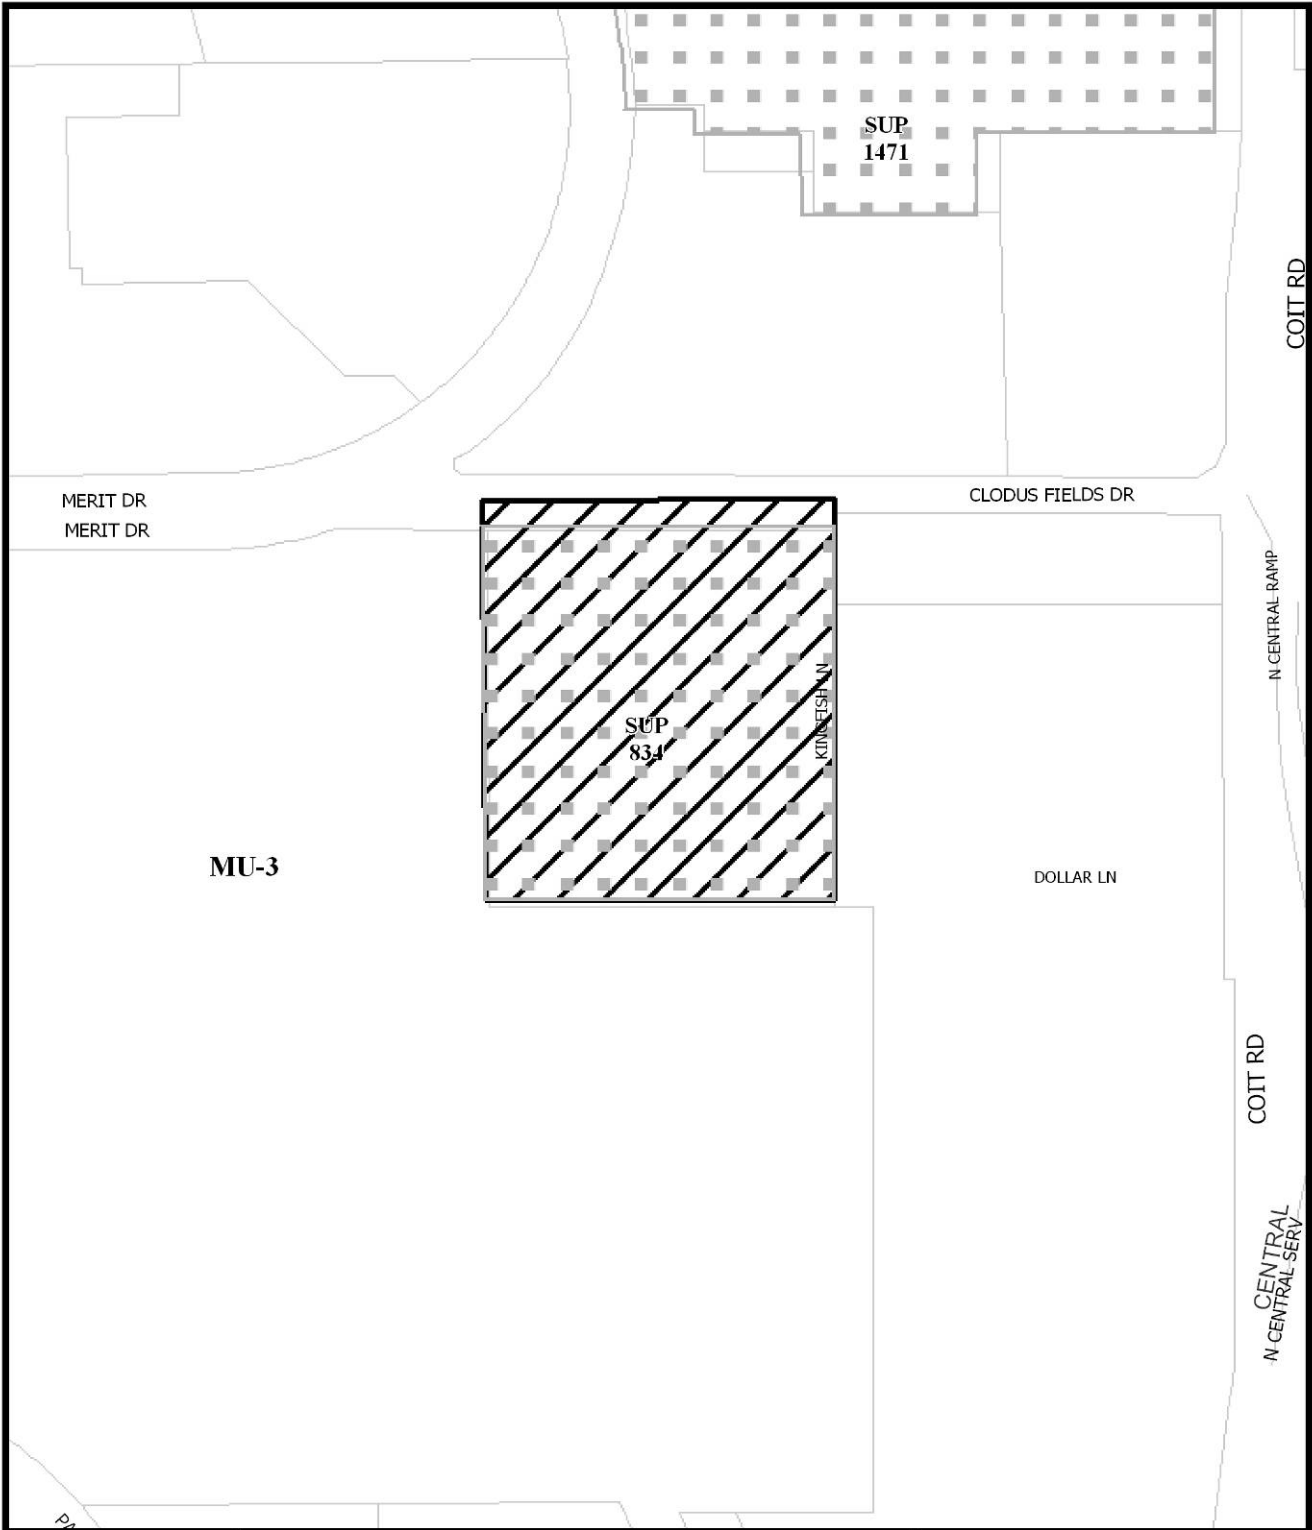 SUP
1471
COIT RD
MERIT DR
CLODUS FIELDS DR
MERIT DR
N CENTRAL RAMP
KINGFISH LN
SUP
834
MU-3
DOLLAR LN
COIT RD
CENTRAL
N CENTRAL SERV